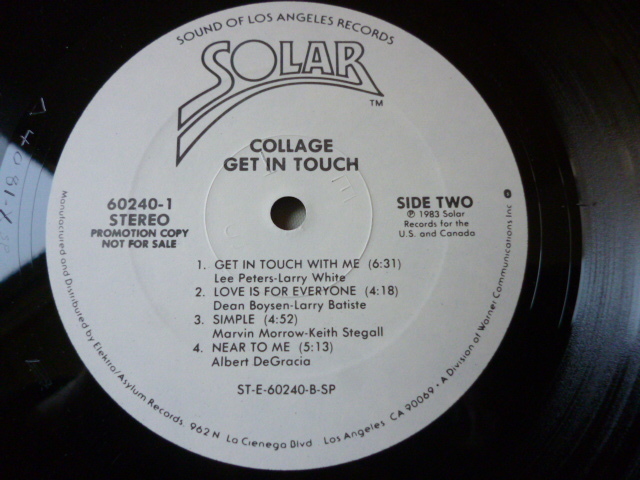 SOUND OF LOS ANGELES RECORDS
SOLAR
TM
COLLAGE
GET IN TOUCH
60240-1
STEREO
PROMOTION COPY
NOT FOR SALE
SIDE TWO
℗ 1983 Solar
Records for the
U.S. and Canada
1. GET IN TOUCH WITH ME (6:31)
Lee Peters-Larry White
2. LOVE IS FOR EVERYONE (4:18)
Dean Boysen-Larry Batiste
3. SIMPLE (4:52)
Marvin Morrow-Keith Stegall
4. NEAR TO ME (5:13)
Albert DeGracia
ST-E-60240-B-SP
Manufactured and Distributed by Elektra/Asylum Records, 962 N. La Cienega Blvd. Los Angeles, CA 90069 • A Division of Warner Communications Inc